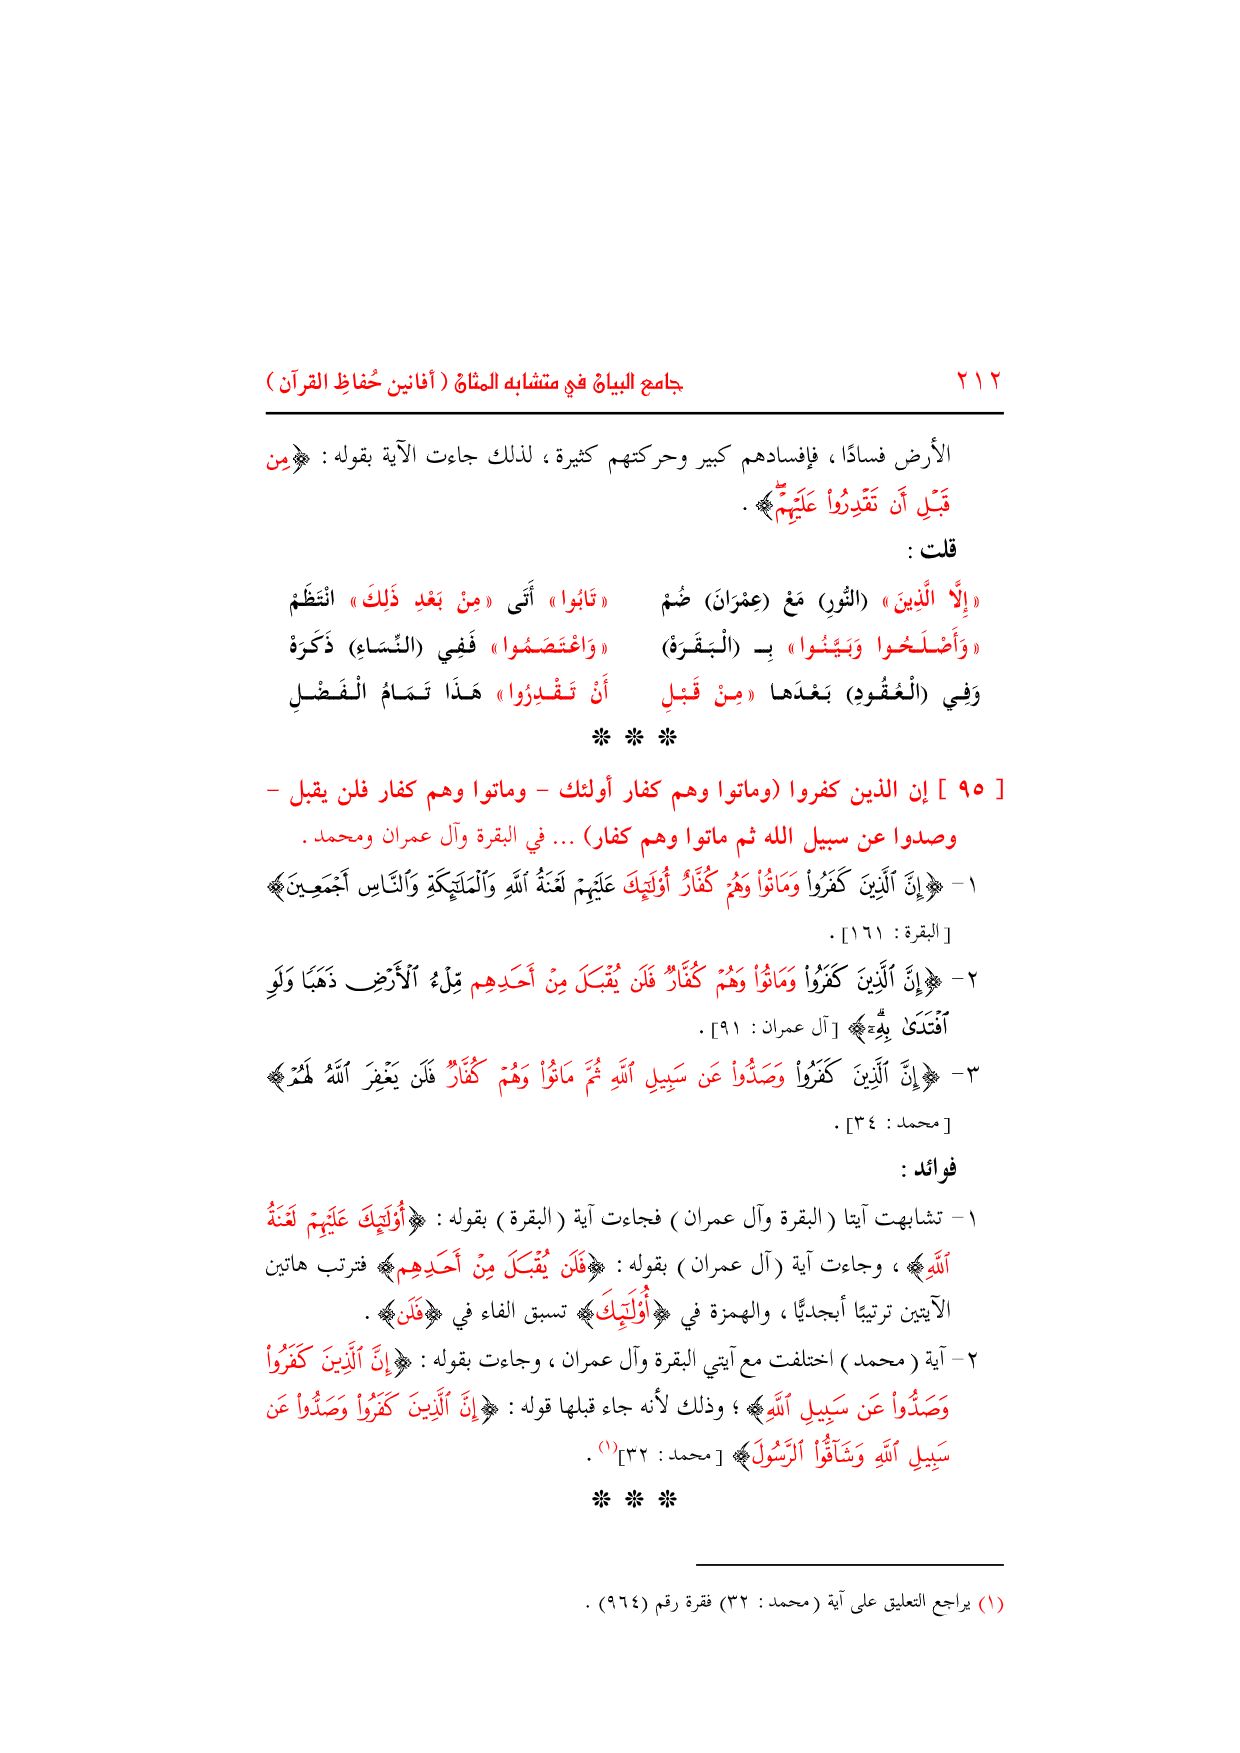 ٢١٢ جامع البيان في متشابه المثان ( أفانين حُفاظِ القرآن )
الأرض فسادًا ، فإفسادهم كبير وحركتهم كثيرة ، لذلك جاءت الآية بقوله : ﴿مِن
قَبۡلِ أَن تَقۡدِرُواْ عَلَيۡهِمۡۖ﴾ .
قلت :
«إِلَّا الَّذِينَ» (النُّورِ) مَعْ (عِمْرَانَ) ضُمْ «تَابُوا» أَتَى «مِنْ بَعْدِ ذَلِكَ» انْتَظَمْ
«وَأَصْلَحُوا وَبَيَّنُوا» بِـ (الْبَقَرَهْ) «وَاعْتَصَمُوا» فَفِي (النِّسَاءِ) ذَكَرَهْ
وَفِي (الْعُقُودِ) بَعْدَها «مِنْ قَبْلِ أَنْ تَقْدِرُوا» هَذَا تَمَامُ الْفَضْلِ
❋ ❋ ❋
[ ٩٥ ] إن الذين كفروا (وماتوا وهم كفار أولئك – وماتوا وهم كفار فلن يقبل –
وصدوا عن سبيل الله ثم ماتوا وهم كفار) ... في البقرة وآل عمران ومحمد .
١- ﴿إِنَّ ٱلَّذِينَ كَفَرُواْ وَمَاتُواْ وَهُمۡ كُفَّارٌ أُوْلَـٰٓئِكَ عَلَيۡهِمۡ لَعۡنَةُ ٱللَّهِ وَٱلۡمَلَـٰٓئِكَةِ وَٱلنَّاسِ أَجۡمَعِينَ﴾
[البقرة : ١٦١] .
٢- ﴿إِنَّ ٱلَّذِينَ كَفَرُواْ وَمَاتُواْ وَهُمۡ كُفَّارٞ فَلَن يُقۡبَلَ مِنۡ أَحَدِهِم مِّلۡءُ ٱلۡأَرۡضِ ذَهَبٗا وَلَوِ
ٱفۡتَدَىٰ بِهِۦٓۗ﴾ [آل عمران : ٩١] .
٣- ﴿إِنَّ ٱلَّذِينَ كَفَرُواْ وَصَدُّواْ عَن سَبِيلِ ٱللَّهِ ثُمَّ مَاتُواْ وَهُمۡ كُفَّارٞ فَلَن يَغۡفِرَ ٱللَّهُ لَهُمۡ﴾
[محمد : ٣٤] .
فوائد :
١- تشابهت آيتا (البقرة وآل عمران) فجاءت آية (البقرة) بقوله : ﴿أُوْلَـٰٓئِكَ عَلَيۡهِمۡ لَعۡنَةُ
ٱللَّهِ﴾ ، وجاءت آية (آل عمران) بقوله : ﴿فَلَن يُقۡبَلَ مِنۡ أَحَدِهِم﴾ فترتب هاتين
الآيتين ترتيبًا أبجديًّا ، والهمزة في ﴿أُوْلَـٰٓئِكَ﴾ تسبق الفاء في ﴿فَلَن﴾ .
٢- آية (محمد) اختلفت مع آيتي البقرة وآل عمران ، وجاءت بقوله : ﴿إِنَّ ٱلَّذِينَ كَفَرُواْ
وَصَدُّواْ عَن سَبِيلِ ٱللَّهِ﴾ ؛ وذلك لأنه جاء قبلها قوله : ﴿إِنَّ ٱلَّذِينَ كَفَرُواْ وَصَدُّواْ عَن
سَبِيلِ ٱللَّهِ وَشَآقُّواْ ٱلرَّسُولَ﴾ [محمد : ٣٢](١) .
❋ ❋ ❋
(١) يراجع التعليق على آية (محمد : ٣٢) فقرة رقم (٩٦٤) .